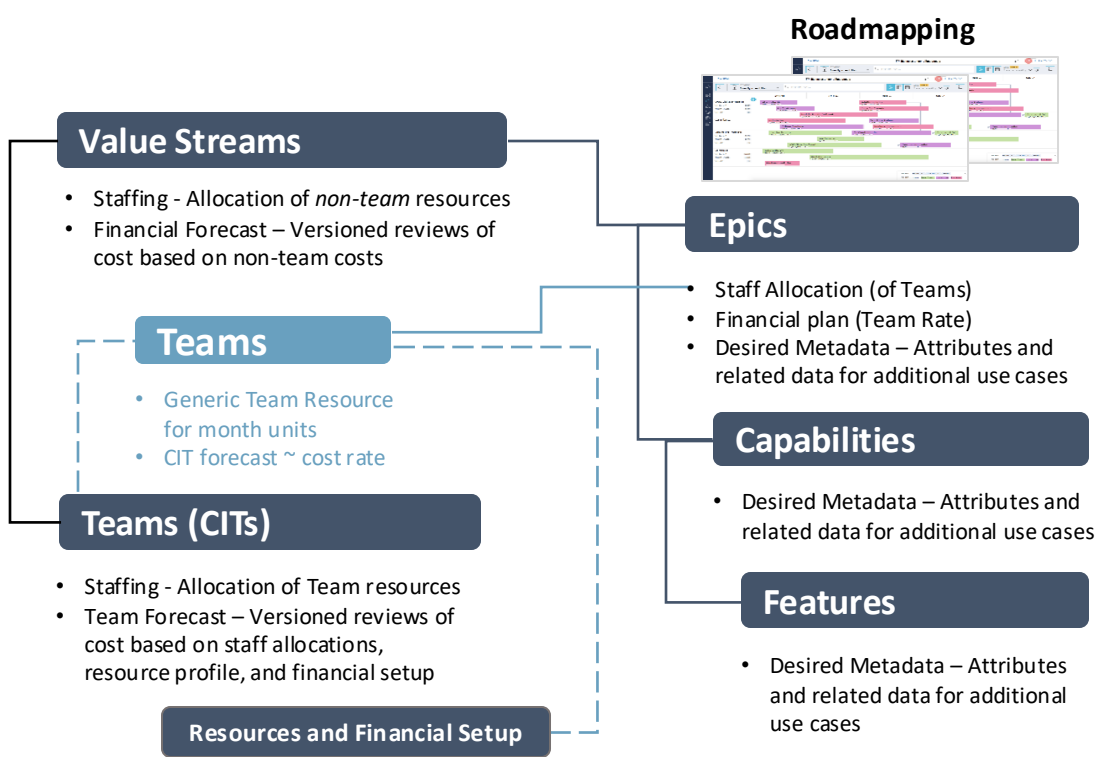 Roadmapping
Value Streams
• Staffing - Allocation of non-team resources
• Financial Forecast – Versioned reviews of
cost based on non-team costs
Teams
• Generic Team Resource
for month units
• CIT forecast ~ cost rate
Teams (CITs)
• Staffing - Allocation of Team resources
• Team Forecast – Versioned reviews of
cost based on staff allocations,
resource profile, and financial setup
Resources and Financial Setup
Epics
• Staff Allocation (of Teams)
• Financial plan (Team Rate)
• Desired Metadata – Attributes and
related data for additional use cases
Capabilities
• Desired Metadata – Attributes and
related data for additional use cases
Features
• Desired Metadata – Attributes
and related data for additional
use cases